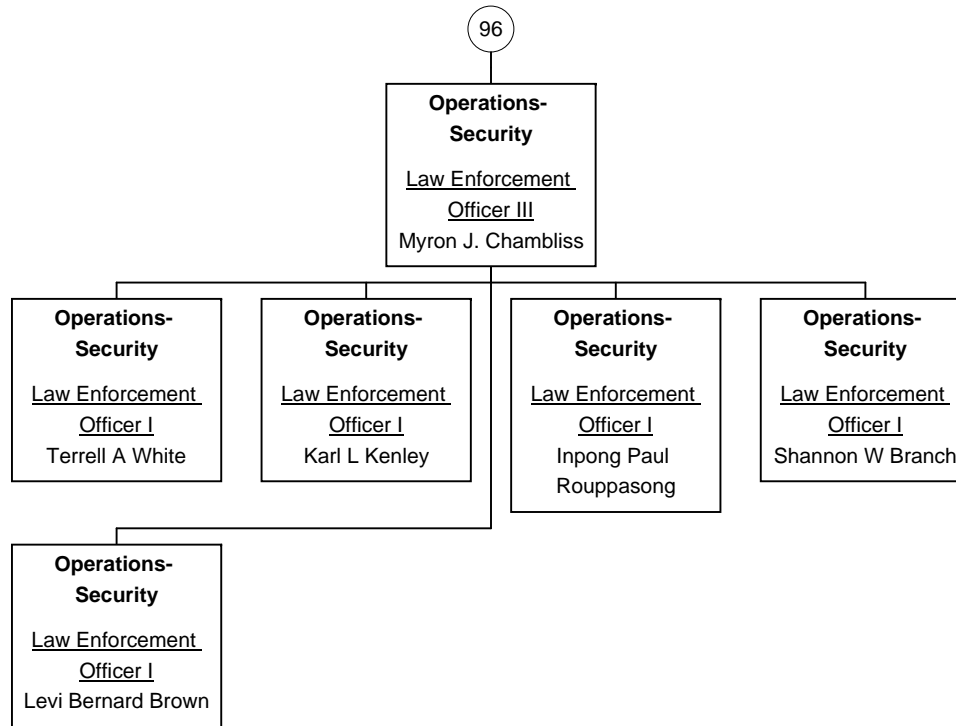 96
Operations-
Security
Law Enforcement
Officer III
Myron J. Chambliss
Operations-
Security
Law Enforcement
Officer I
Terrell A White
Operations-
Security
Law Enforcement
Officer I
Karl L Kenley
Operations-
Security
Law Enforcement
Officer I
Inpong Paul
Rouppasong
Operations-
Security
Law Enforcement
Officer I
Shannon W Branch
Operations-
Security
Law Enforcement
Officer I
Levi Bernard Brown